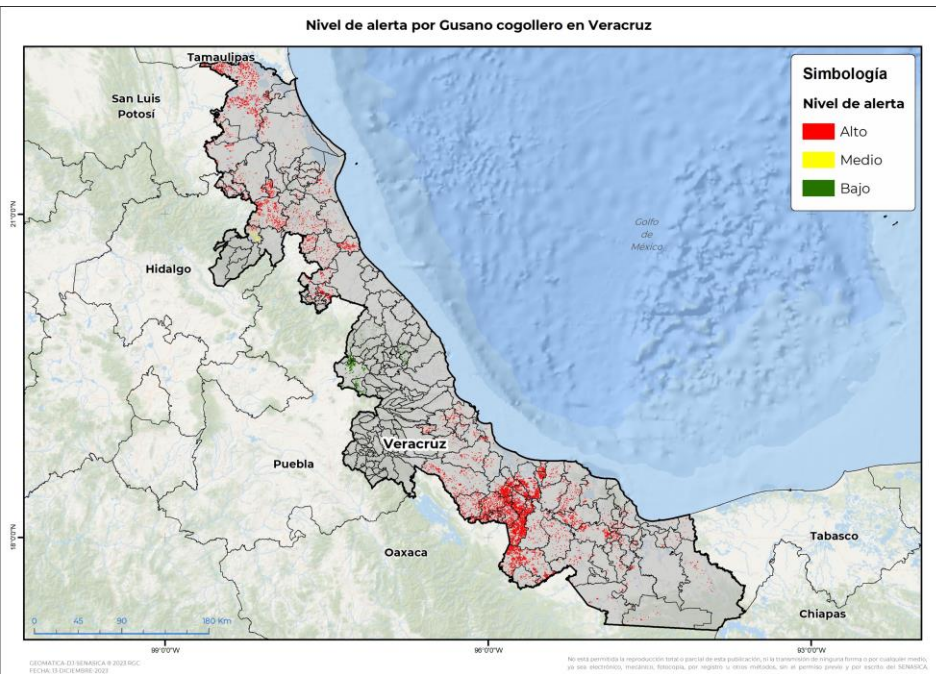 Nivel de alerta por Gusano cogollero en Veracruz
Tamaulipas
San Luis
Potosí
Simbología
Nivel de alerta
Alto
Medio
Bajo
21°0'0"N
Golfo
de
México
Hidalgo
Veracruz
Puebla
18°0'0"N
Oaxaca
Tabasco
Chiapas
0 45 90 180 Km
99°0'0"W 96°0'0"W 93°0'0"W
GEOMATICA-D3 SENASICA © 2023 RGC
FECHA: 13-DICIEMBRE-2023
No está permitida la reproducción total o parcial de esta publicación, ni la transmisión de ninguna forma o por cualquier medio,
ya sea electrónico, mecánico, fotocopia, por registro u otros métodos, sin el permiso previo y por escrito del SENASICA.